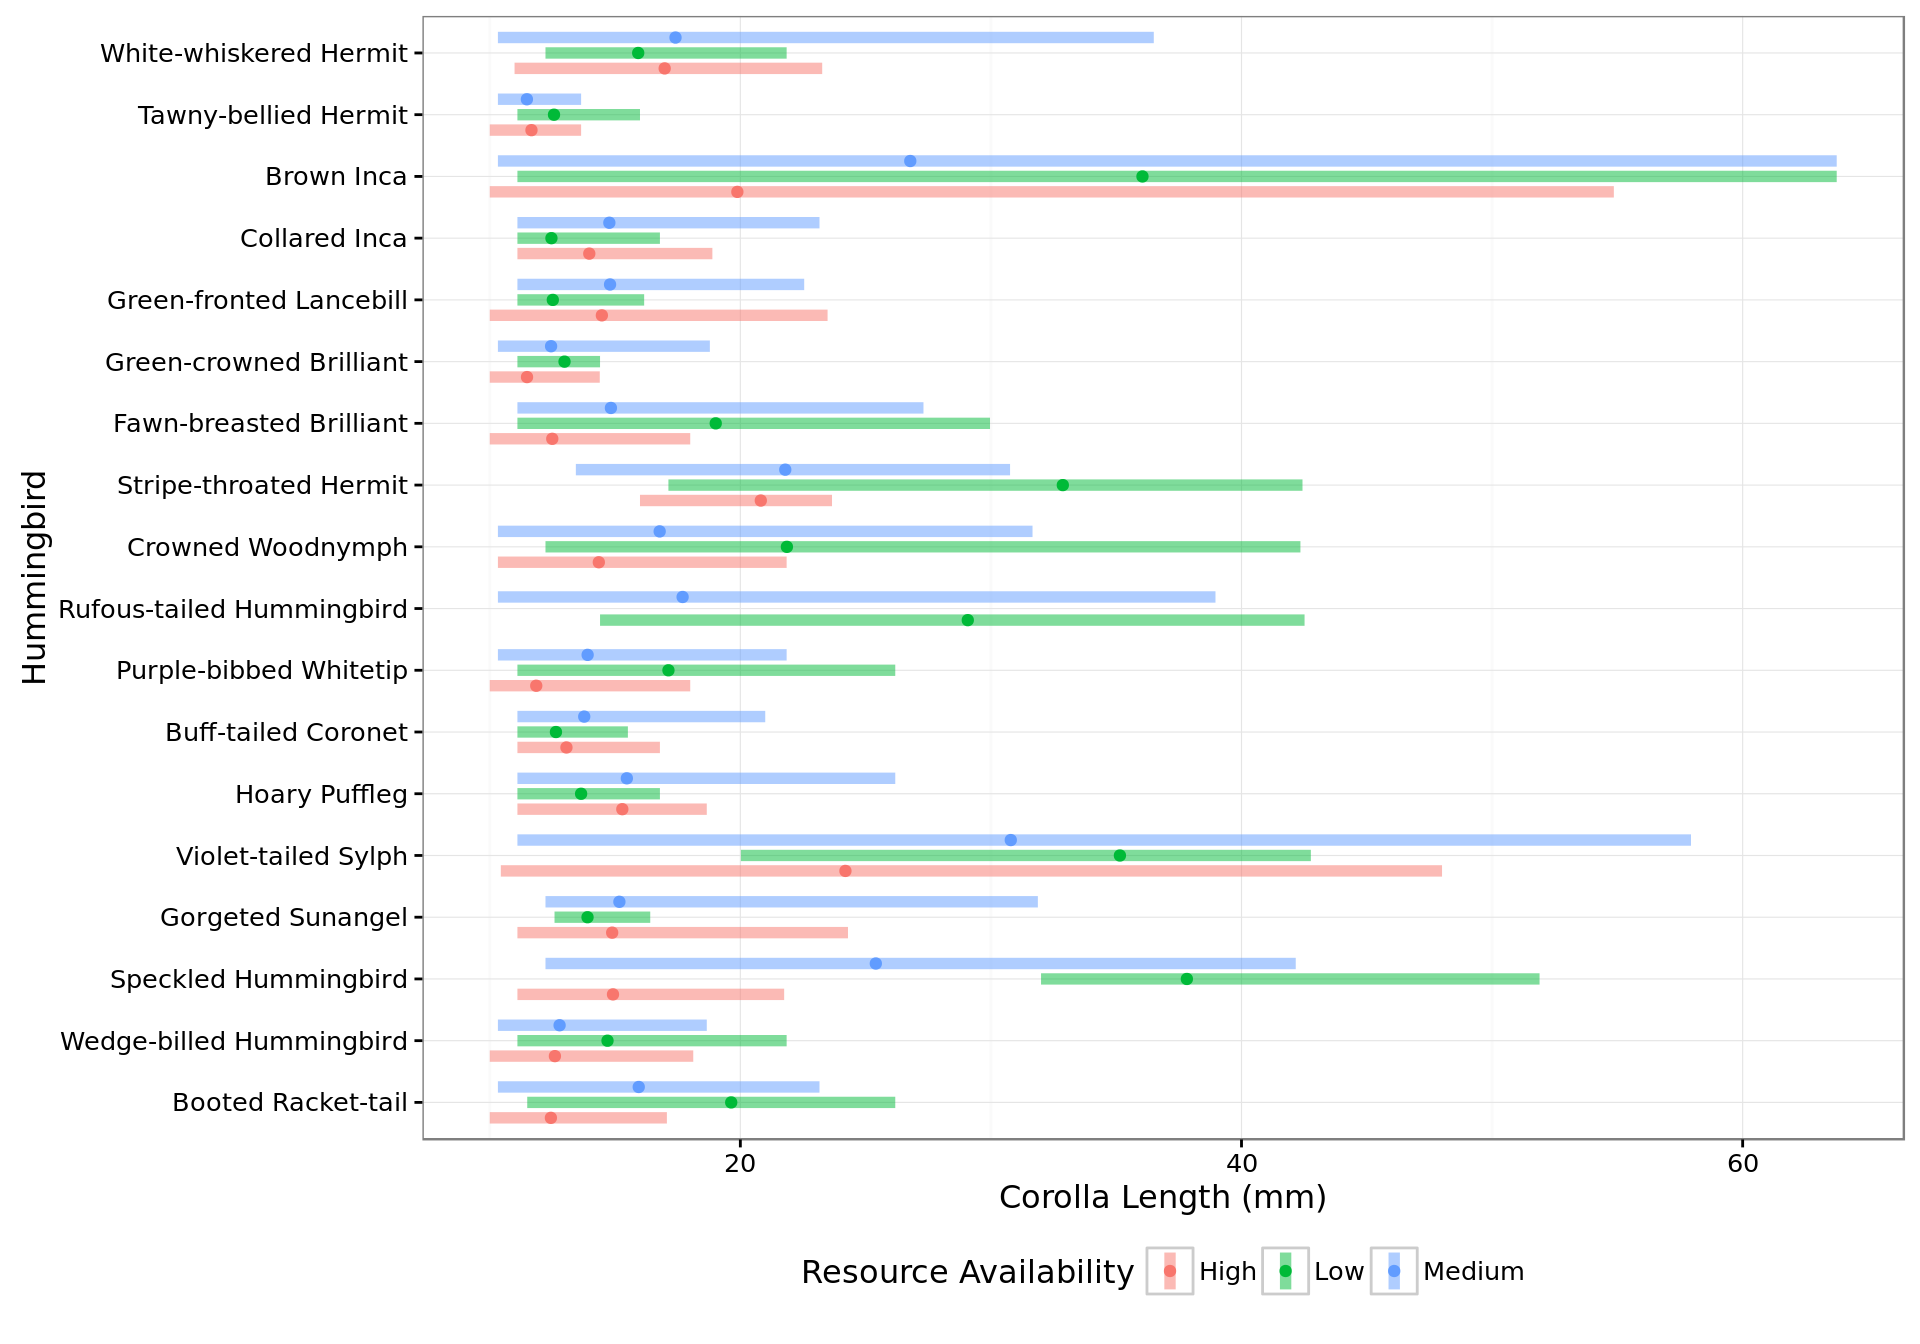 White-whiskered Hermit
Tawny-bellied Hermit
Brown Inca
Collared Inca
Green-fronted Lancebill
Green-crowned Brilliant
Fawn-breasted Brilliant
Stripe-throated Hermit
Crowned Woodnymph
Rufous-tailed Hummingbird
Purple-bibbed Whitetip
Buff-tailed Coronet
Hoary Puffleg
Violet-tailed Sylph
Gorgeted Sunangel
Speckled Hummingbird
Wedge-billed Hummingbird
Booted Racket-tail
Hummingbird
20 40 60
Corolla Length (mm)
Resource Availability High Low Medium